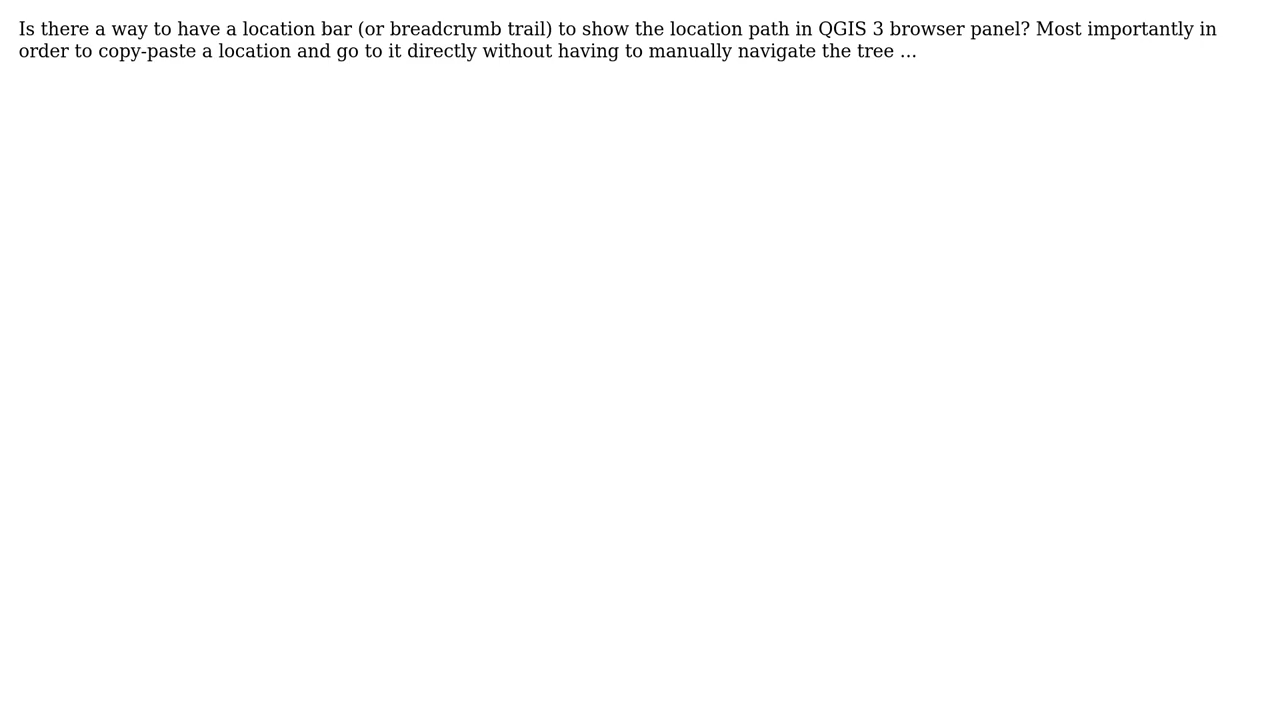 Is there a way to have a location bar (or breadcrumb trail) to show the location path in QGIS 3 browser panel? Most importantly in
order to copy-paste a location and go to it directly without having to manually navigate the tree ...